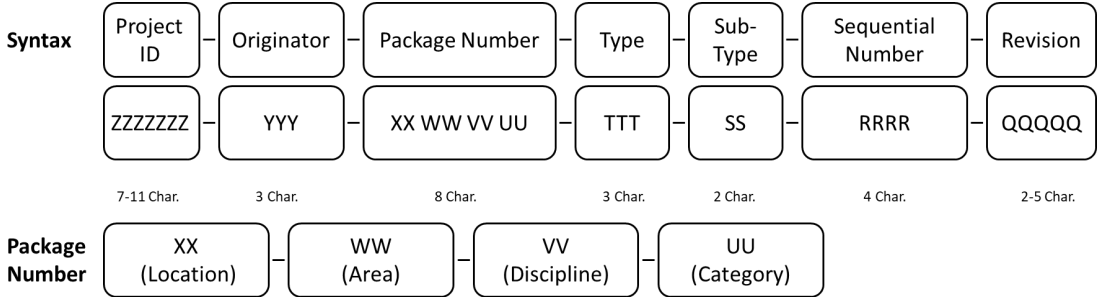 Syntax
Project
ID
–
Originator
–
Package Number
–
Type
–
Sub-
Type
–
Sequential
Number
–
Revision
ZZZZZZZ
–
YYY
–
XX WW VV UU
–
TTT
–
SS
–
RRRR
–
QQQQQ
7-11 Char.
3 Char.
8 Char.
3 Char.
2 Char.
4 Char.
2-5 Char.
Package
Number
XX
(Location)
–
WW
(Area)
–
VV
(Discipline)
–
UU
(Category)